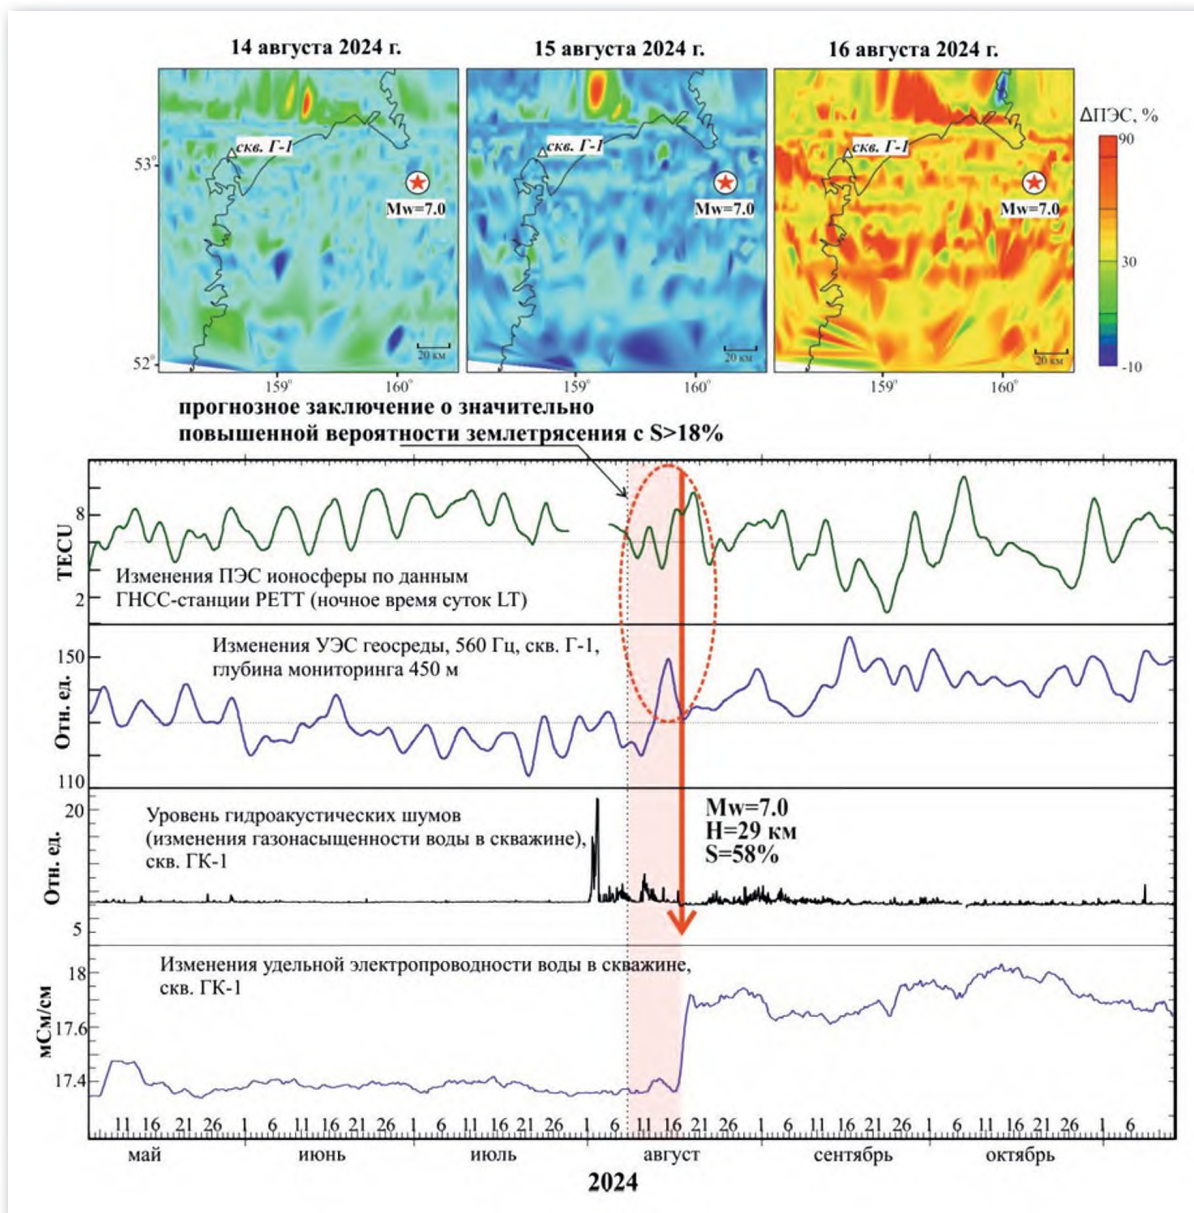 14 августа 2024 г.
15 августа 2024 г.
16 августа 2024 г.
ΔПЭС, %
90
30
-10
скв. Г-1
скв. Г-1
скв. Г-1
53°
Mw=7.0
Mw=7.0
Mw=7.0
52°
20 км
20 км
20 км
159°
160°
159°
160°
159°
160°
прогнозное заключение о значительно
повышенной вероятности землетрясения с S>18%
TECU
8
2
Изменения ПЭС ионосферы по данным
ГНСС-станции PETT (ночное время суток LT)
Отн. ед.
150
110
Изменения УЭС геосреды, 560 Гц, скв. Г-1,
глубина мониторинга 450 м
Отн. ед.
20
5
Уровень гидроакустических шумов
(изменения газонасыщенности воды в скважине),
скв. ГК-1
Mw=7.0
H=29 км
S=58%
мСм/см
18
17.6
17.4
Изменения удельной электропроводности воды в скважине,
скв. ГК-1
11 16 21 26 1 6 11 16 21 26 1 6 11 16 21 26 1 6 11 16 21 26 1 6 11 16 21 26 1 6 11 16 21 26 1 6
май июнь июль август сентябрь октябрь
2024